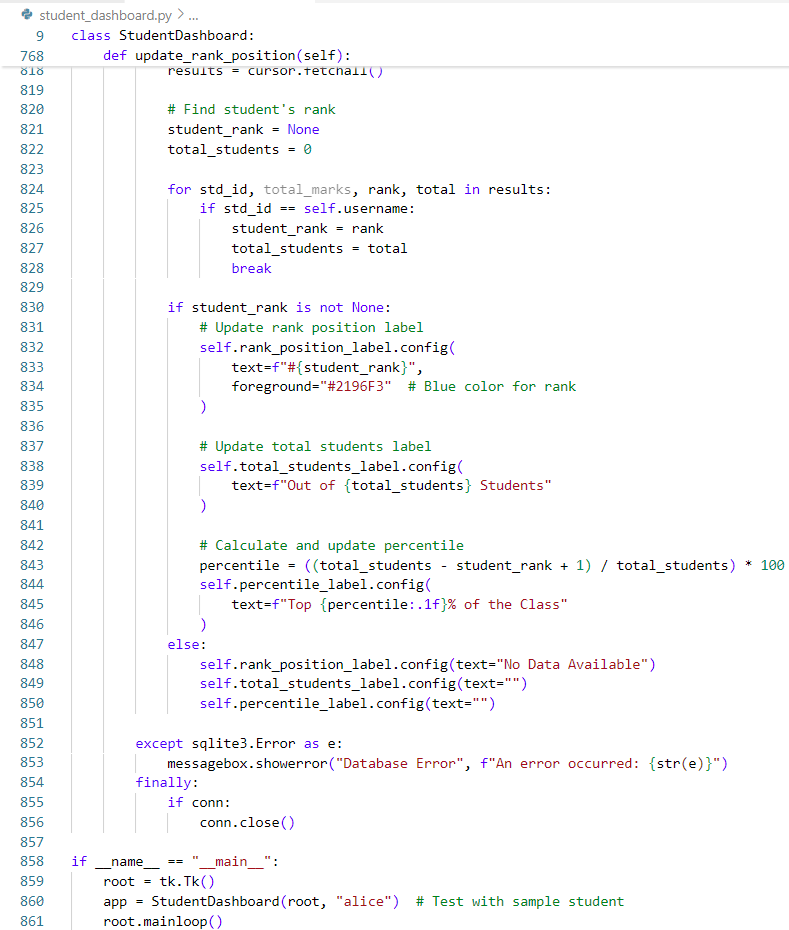 student_dashboard.py > ...
9 class StudentDashboard:
768 def update_rank_position(self):
818 results = cursor.fetchall()
819
820 # Find student's rank
821 student_rank = None
822 total_students = 0
823
824 for std_id, total_marks, rank, total in results:
825 if std_id == self.username:
826 student_rank = rank
827 total_students = total
828 break
829
830 if student_rank is not None:
831 # Update rank position label
832 self.rank_position_label.config(
833 text=f"#{student_rank}",
834 foreground="#2196F3"  # Blue color for rank
835 )
836
837 # Update total students label
838 self.total_students_label.config(
839 text=f"Out of {total_students} Students"
840 )
841
842 # Calculate and update percentile
843 percentile = ((total_students - student_rank + 1) / total_students) * 100
844 self.percentile_label.config(
845 text=f"Top {percentile:.1f}% of the Class"
846 )
847 else:
848 self.rank_position_label.config(text="No Data Available")
849 self.total_students_label.config(text="")
850 self.percentile_label.config(text="")
851
852 except sqlite3.Error as e:
853 messagebox.showerror("Database Error", f"An error occurred: {str(e)}")
854 finally:
855 if conn:
856 conn.close()
857
858 if __name__ == "__main__":
859 root = tk.Tk()
860 app = StudentDashboard(root, "alice")  # Test with sample student
861 root.mainloop()